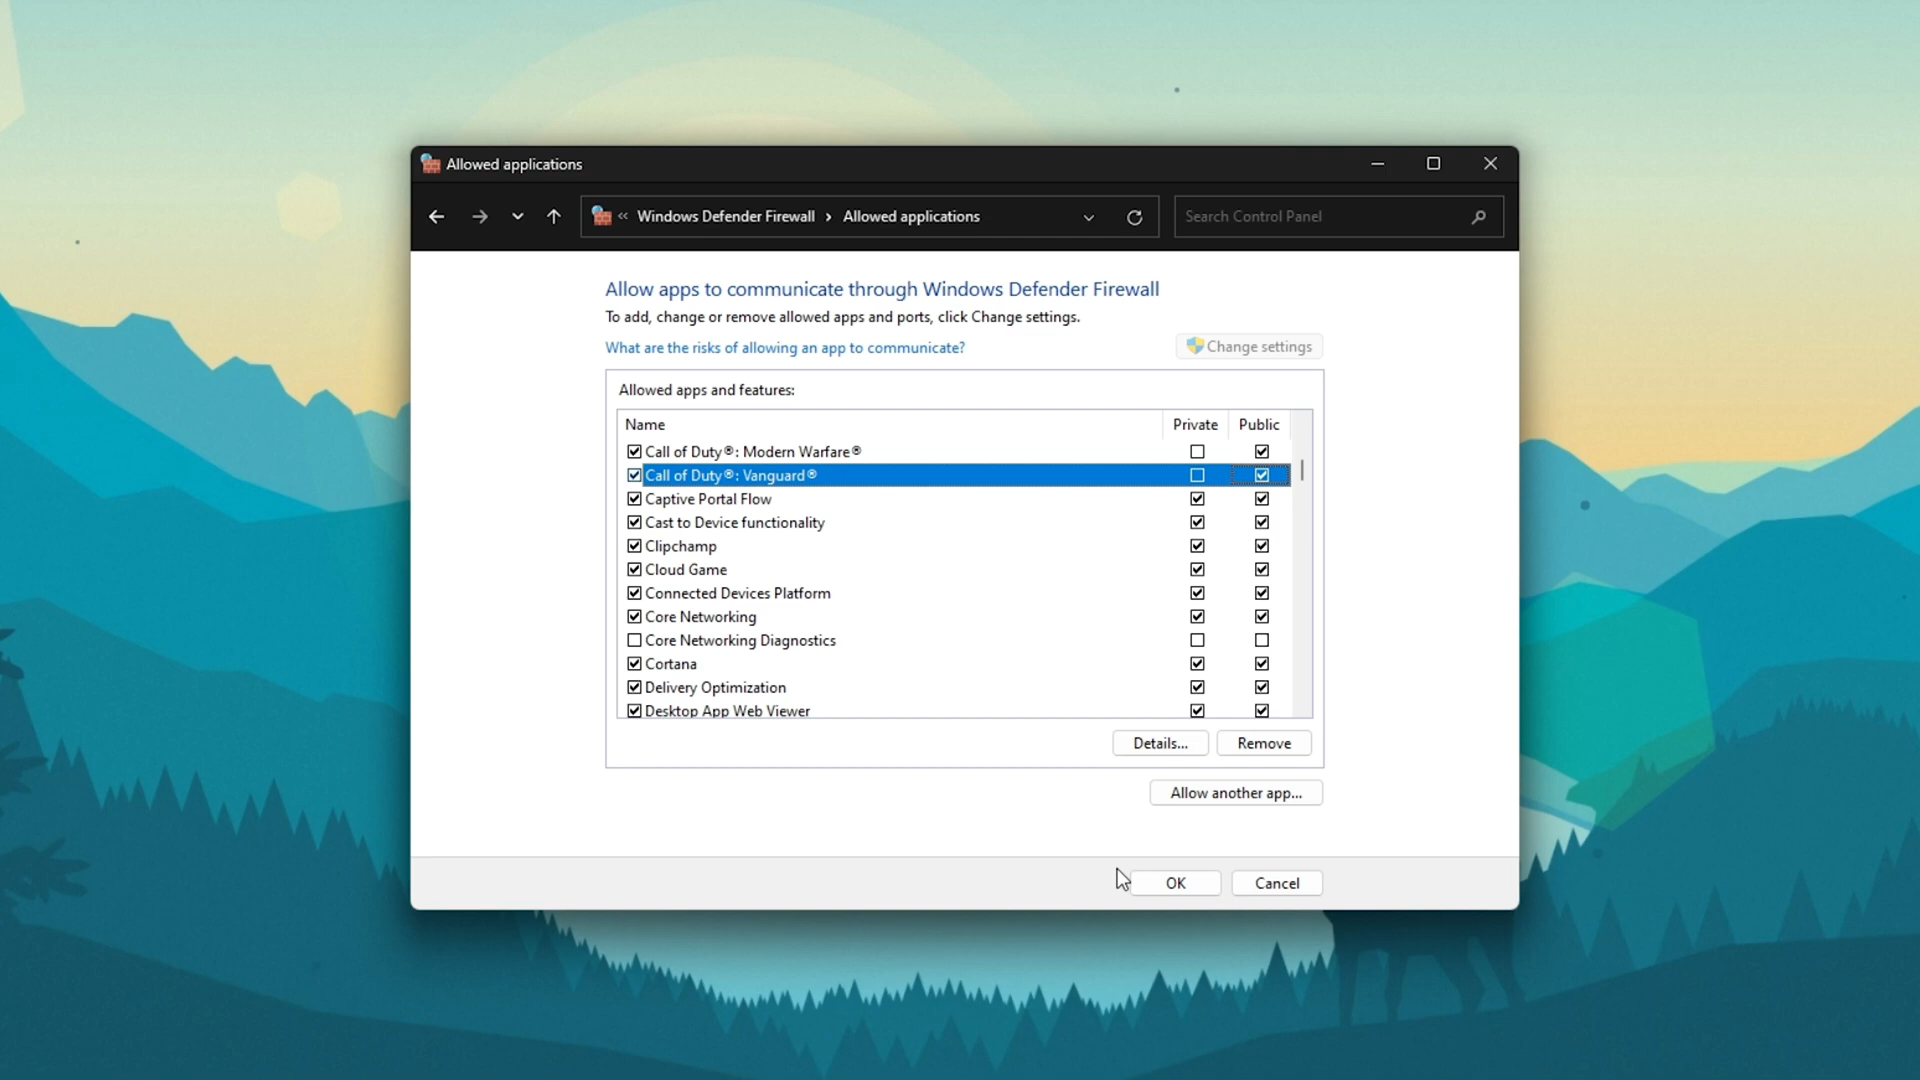 Allowed applications
« Windows Defender Firewall › Allowed applications
Search Control Panel
Allow apps to communicate through Windows Defender Firewall
To add, change or remove allowed apps and ports, click Change settings.
What are the risks of allowing an app to communicate?
Change settings
Allowed apps and features:
Name Private Public
Call of Duty®: Modern Warfare®
Call of Duty®: Vanguard®
Captive Portal Flow
Cast to Device functionality
Clipchamp
Cloud Game
Connected Devices Platform
Core Networking
Core Networking Diagnostics
Cortana
Delivery Optimization
Desktop App Web Viewer
Details... Remove
Allow another app...
OK Cancel